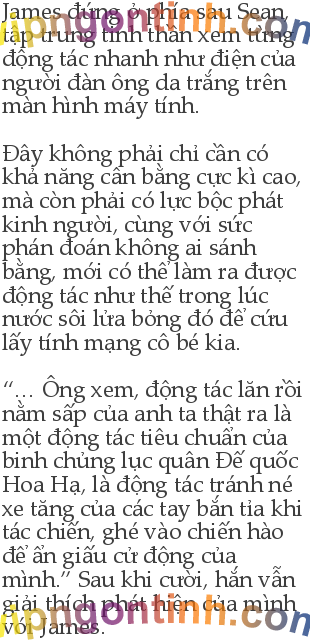 James đứng ở phía sau Sean,
tập trung tinh thần xem từng
động tác nhanh như điện của
người đàn ông da trắng trên
màn hình máy tính.
Đây không phải chỉ cần có
khả năng cân bằng cực kì cao,
mà còn phải có lực bộc phát
kinh người, cùng với sức
phán đoán không ai sánh
bằng, mới có thể làm ra được
động tác như thế trong lúc
nước sôi lửa bỏng đó để cứu
lấy tính mạng cô bé kia.
“… Ông xem, động tác lăn rồi
nằm sấp của anh ta thật ra là
một động tác tiêu chuẩn của
binh chủng lục quân Đế quốc
Hoa Hạ, là động tác tránh né
xe tăng của các tay bắn tỉa khi
tác chiến, ghé vào chiến hào
để ẩn giấu cử động của
mình.” Sau khi cười, hắn vẫn
giải thích phát hiện của mình
với James.